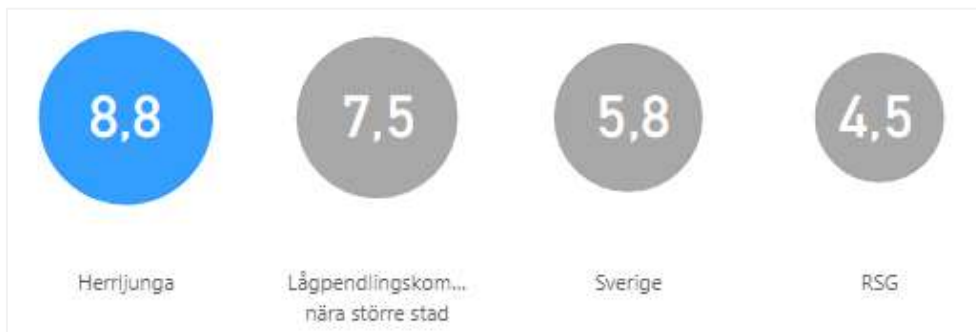 8,8 7,5 5,8 4,5
Herrljunga Lågpendlingskom... Sverige RSG
nära större stad